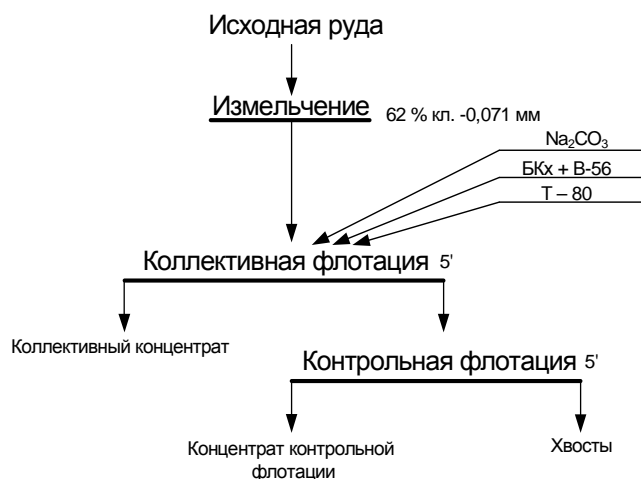 Исходная руда
Измельчение
62 % кл. -0,071 мм
Na₂CO₃
БКх + В-56
Т – 80
Коллективная флотация 5'
Коллективный концентрат
Контрольная флотация 5'
Концентрат контрольной
флотации
Хвосты